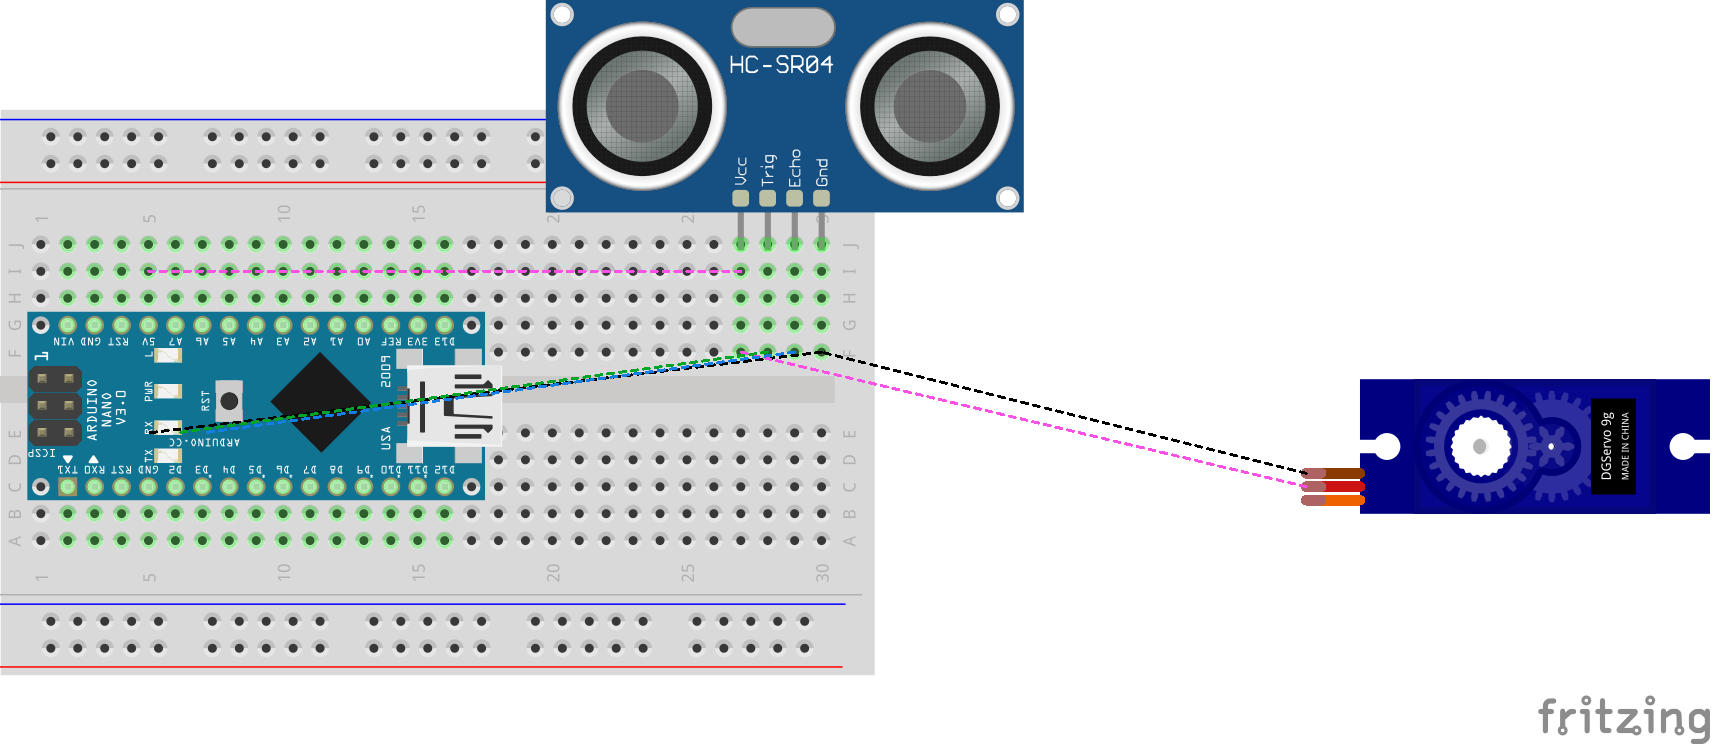 HC-SR04
Vcc
Trig
Echo
Gnd
1
5
10
15
25
J
J
I
I
H
H
G
G
F
VIN GND RST 5V A7 A6 A5 A4 A3 A2 A1 A0 REF 3V3 D13
1
L
PWR
RX
TX
RST
2009
USA
ARDUINO
NANO
V3.0
ARDUINO.CC
ICSP
TX1 RX0 RST GND D2 D3 D4 D5 D6 D7 D8 D9 D10 D11 D12
E
D
D
C
C
B
B
A
A
1
5
10
15
20
25
30
DGServo 9g
MADE IN CHINA
fritzing